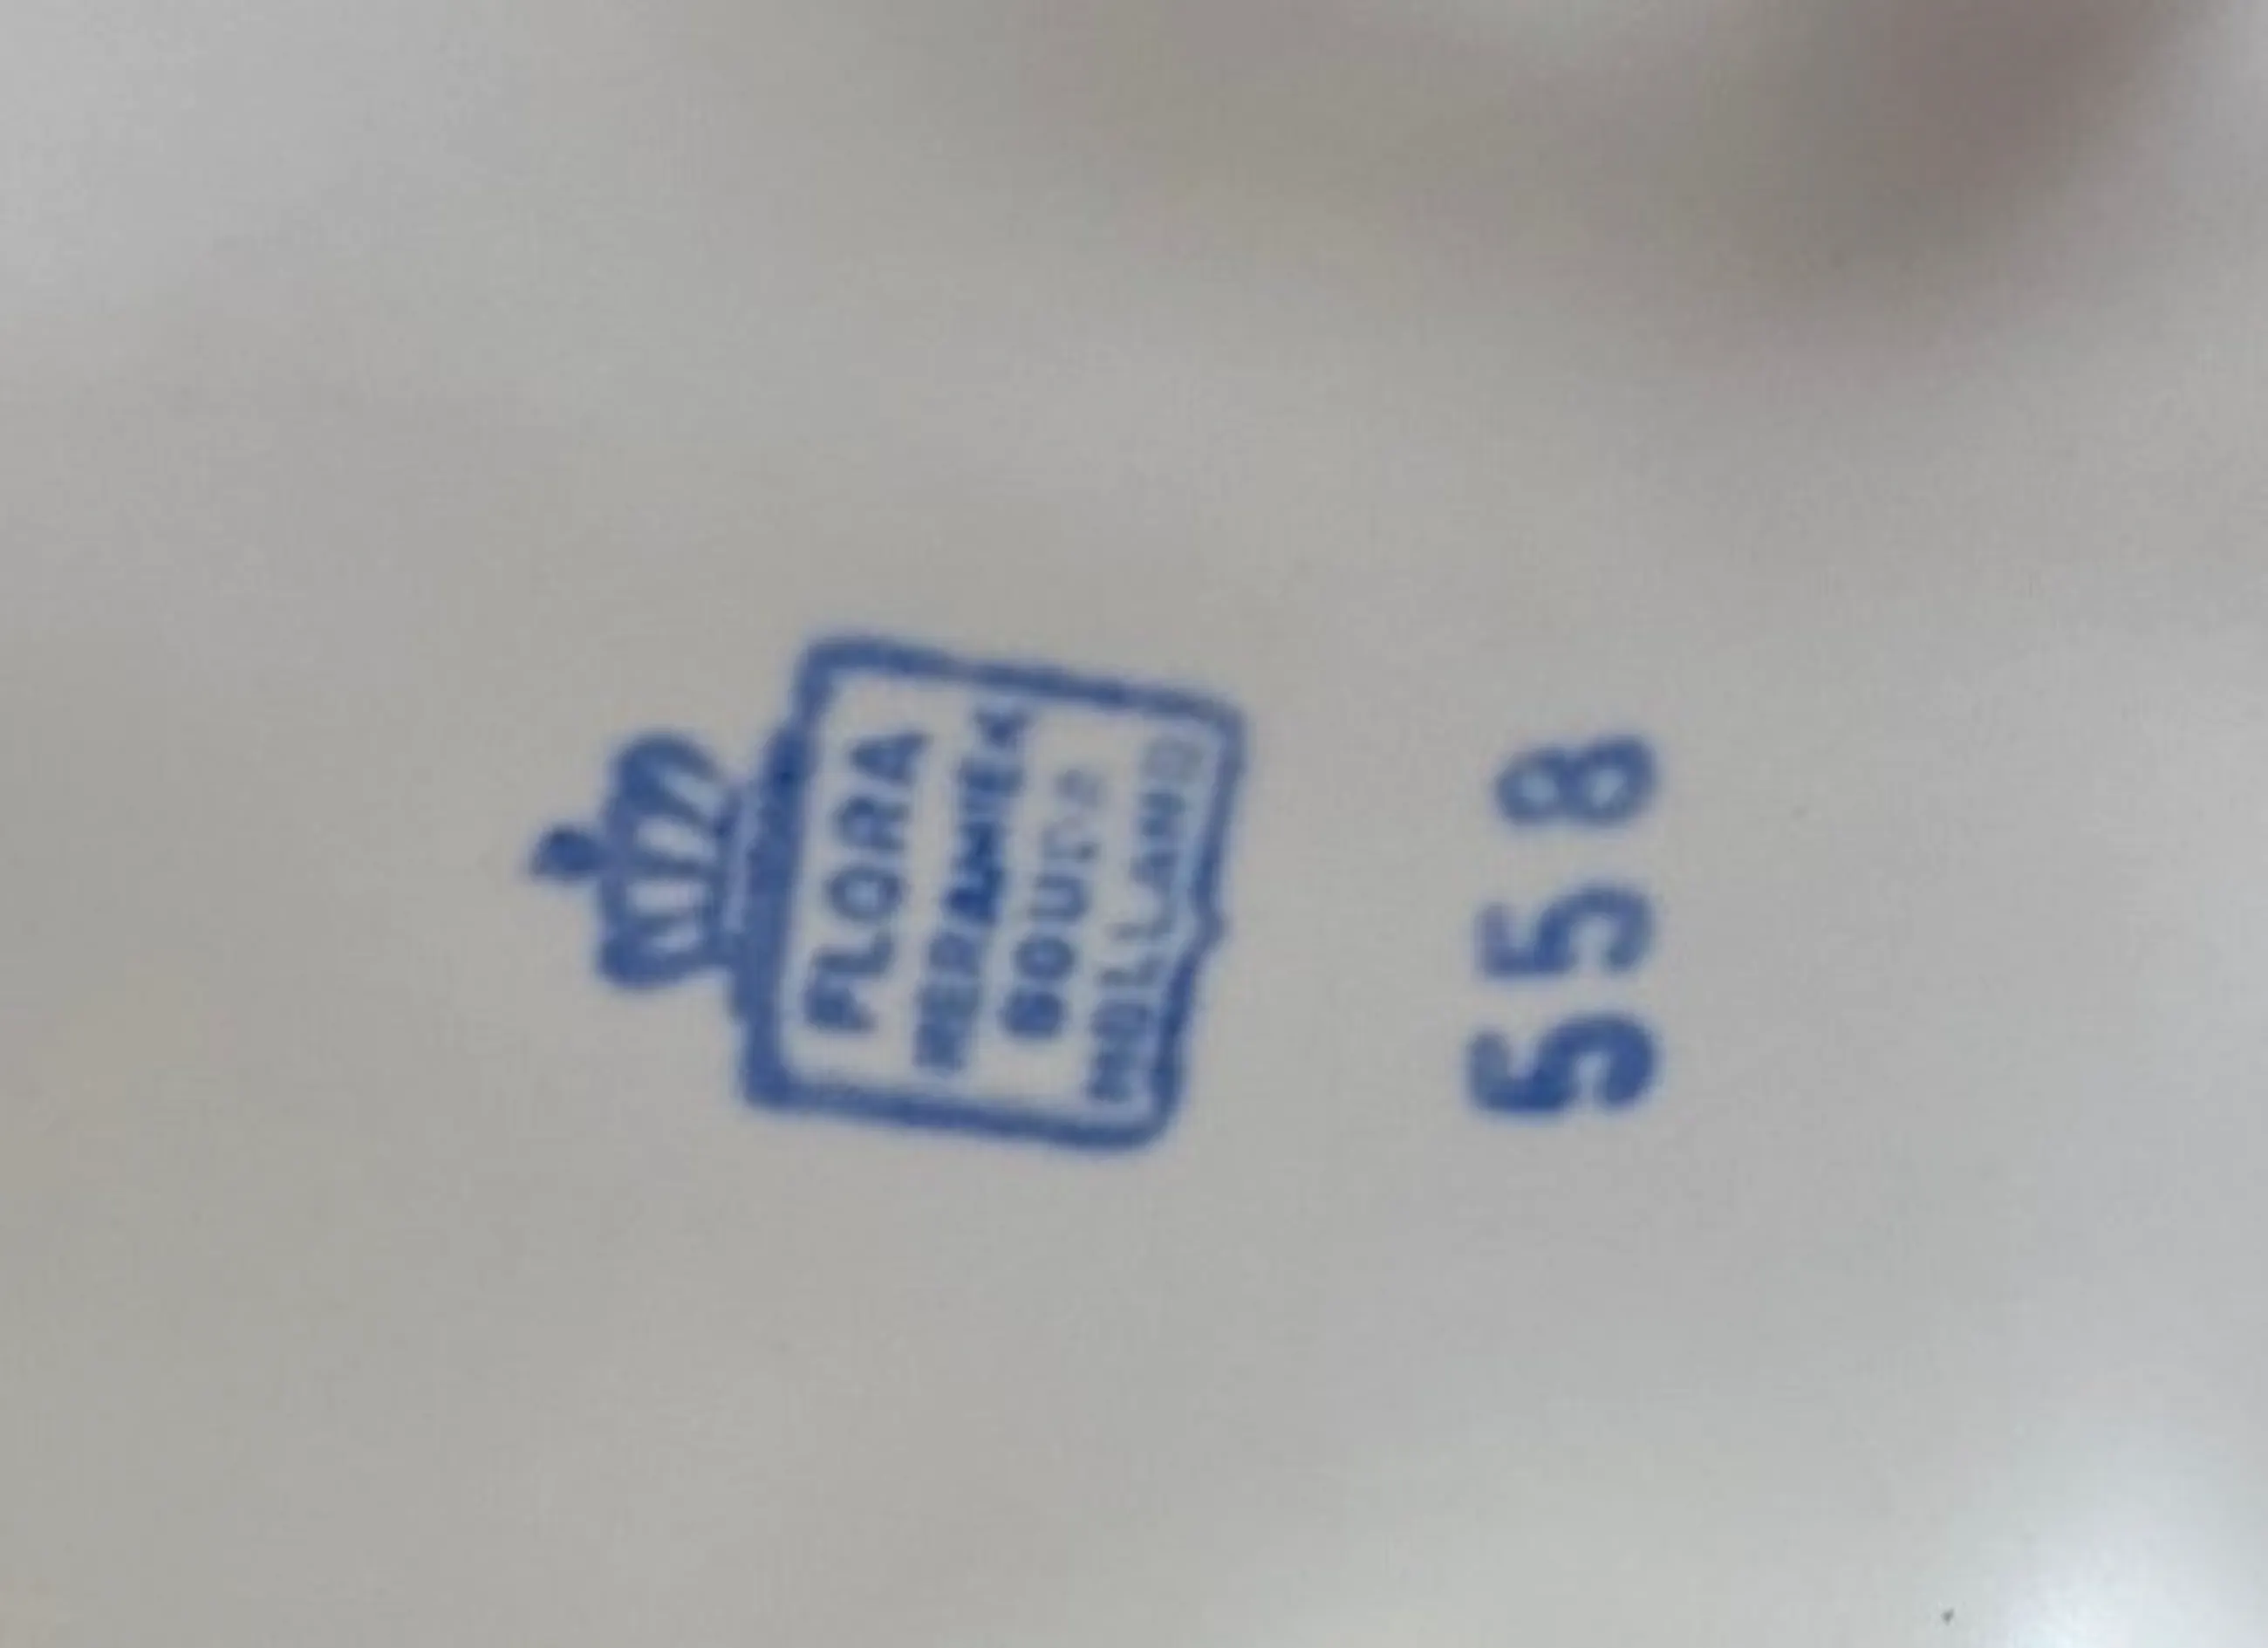 FLORA
KERAMIEK
GOUDA
HOLLAND
558